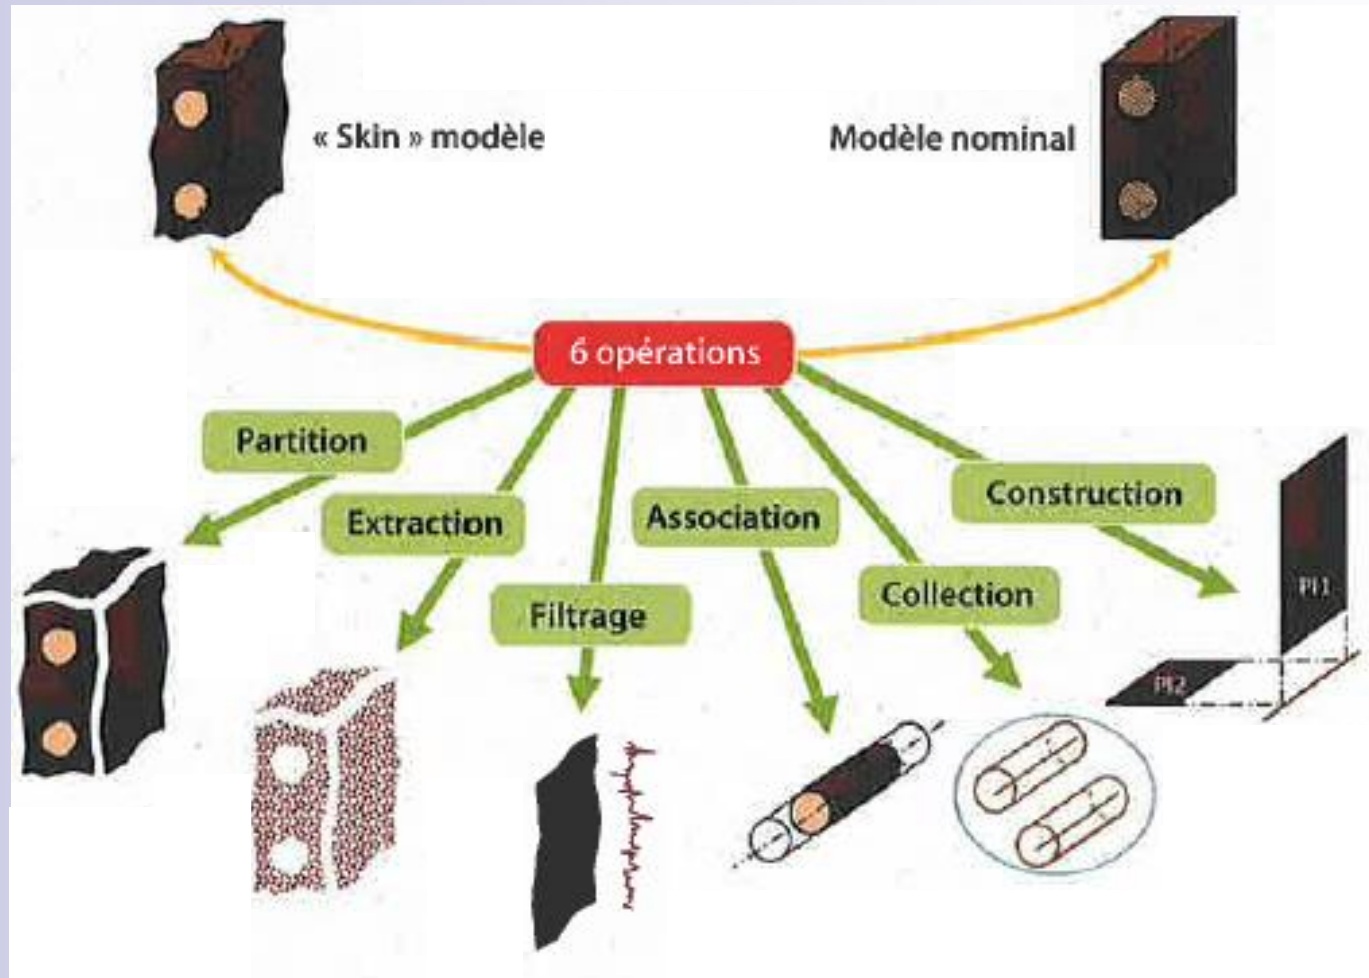 « Skin » modèle
Modèle nominal
6 opérations
Partition
Extraction
Filtrage
Association
Collection
Construction
Pl1
Pl2